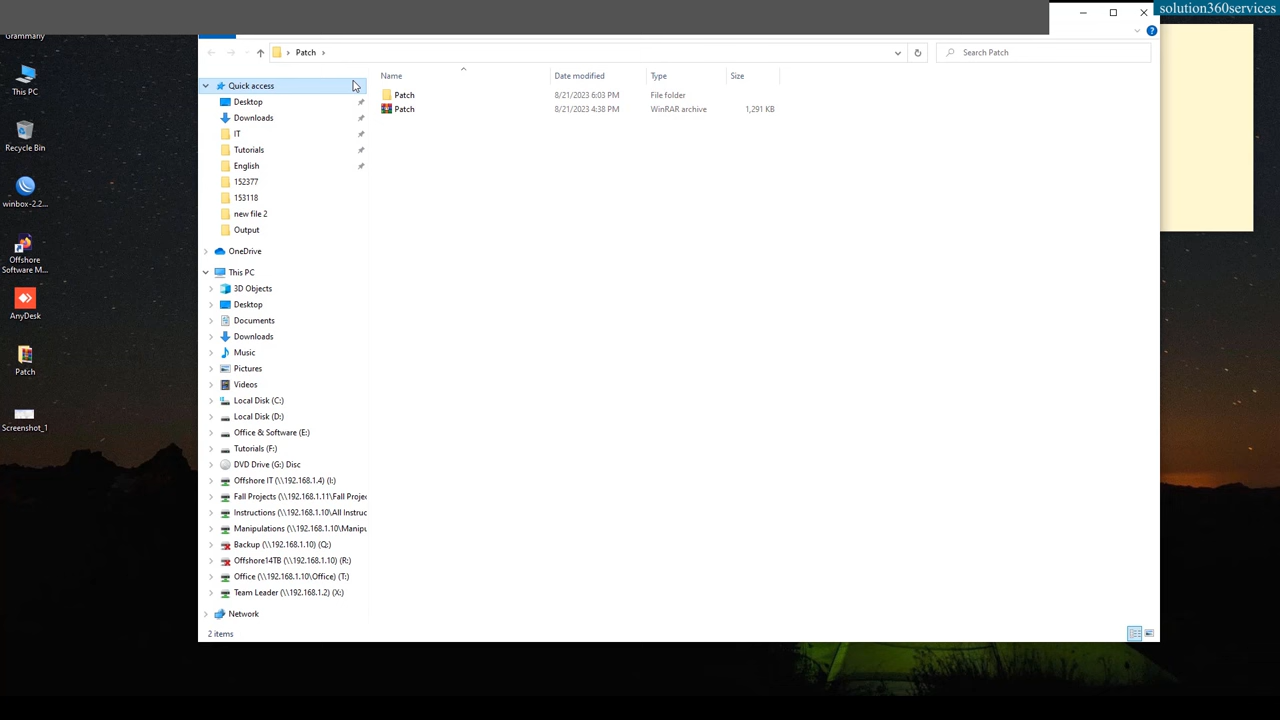 solution360services
Grammarly
This PC
Recycle Bin
winbox-2.2...
Offshore
Software M...
AnyDesk
Patch
Screenshot_1
Patch
Search Patch
Name Date modified Type Size
Patch 8/21/2023 6:03 PM File folder
Patch 8/21/2023 4:38 PM WinRAR archive 1,291 KB
Quick access
Desktop
Downloads
IT
Tutorials
English
152377
153118
new file 2
Output
OneDrive
This PC
3D Objects
Desktop
Documents
Downloads
Music
Pictures
Videos
Local Disk (C:)
Local Disk (D:)
Office & Software (E:)
Tutorials (F:)
DVD Drive (G:) Disc
Offshore IT (\\192.168.1.4) (I:)
Fall Projects (\\192.168.1.11\Fall Projec
Instructions (\\192.168.1.10\All Instruc
Manipulations (\\192.168.1.10\Manipu
Backup (\\192.168.1.10) (Q:)
Offshore14TB (\\192.168.1.10) (R:)
Office (\\192.168.1.10\Office) (T:)
Team Leader (\\192.168.1.2) (X:)
Network
2 items